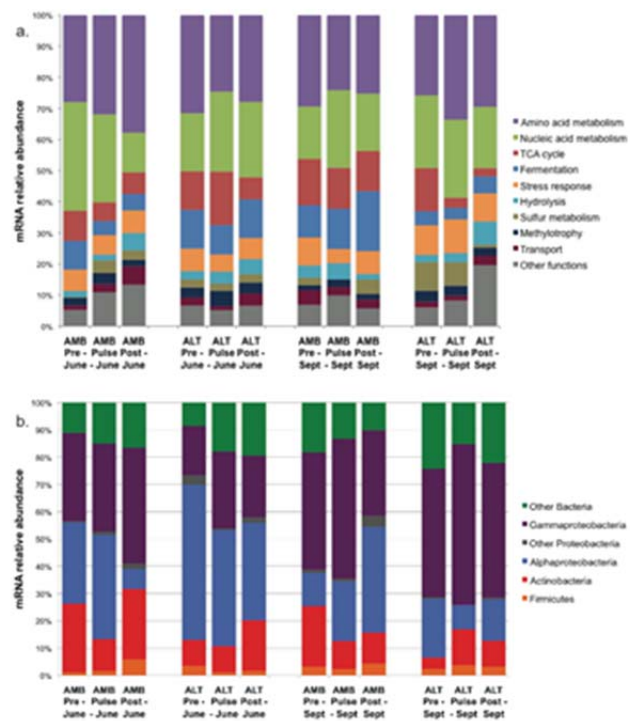 a.
mRNA relative abundance
100%
90%
80%
70%
60%
50%
40%
30%
20%
10%
0%
AMB AMB AMB
Pre - Pulse Post -
June - June June
ALT ALT ALT
Pre - Pulse - Post -
June June June
AMB AMB AMB
Pre - Pulse - Post -
Sept Sept Sept
ALT ALT ALT
Pre - Pulse - Post -
Sept Sept Sept
Amino acid metabolism
Nucleic acid metabolism
TCA cycle
Fermentation
Stress response
Hydrolysis
Sulfur metabolism
Methylotrophy
Transport
Other functions
b.
mRNA relative abundance
100%
90%
80%
70%
60%
50%
40%
30%
20%
10%
0%
AMB AMB AMB
Pre - Pulse Post -
June - June June
ALT ALT ALT
Pre - Pulse Post -
June - June June
AMB AMB AMB
Pre - Pulse Post -
Sept - Sept Sept
ALT ALT ALT
Pre - Pulse Post -
Sept - Sept Sept
Other Bacteria
Gammaproteobacteria
Other Proteobacteria
Alphaproteobacteria
Actinobacteria
Firmicutes